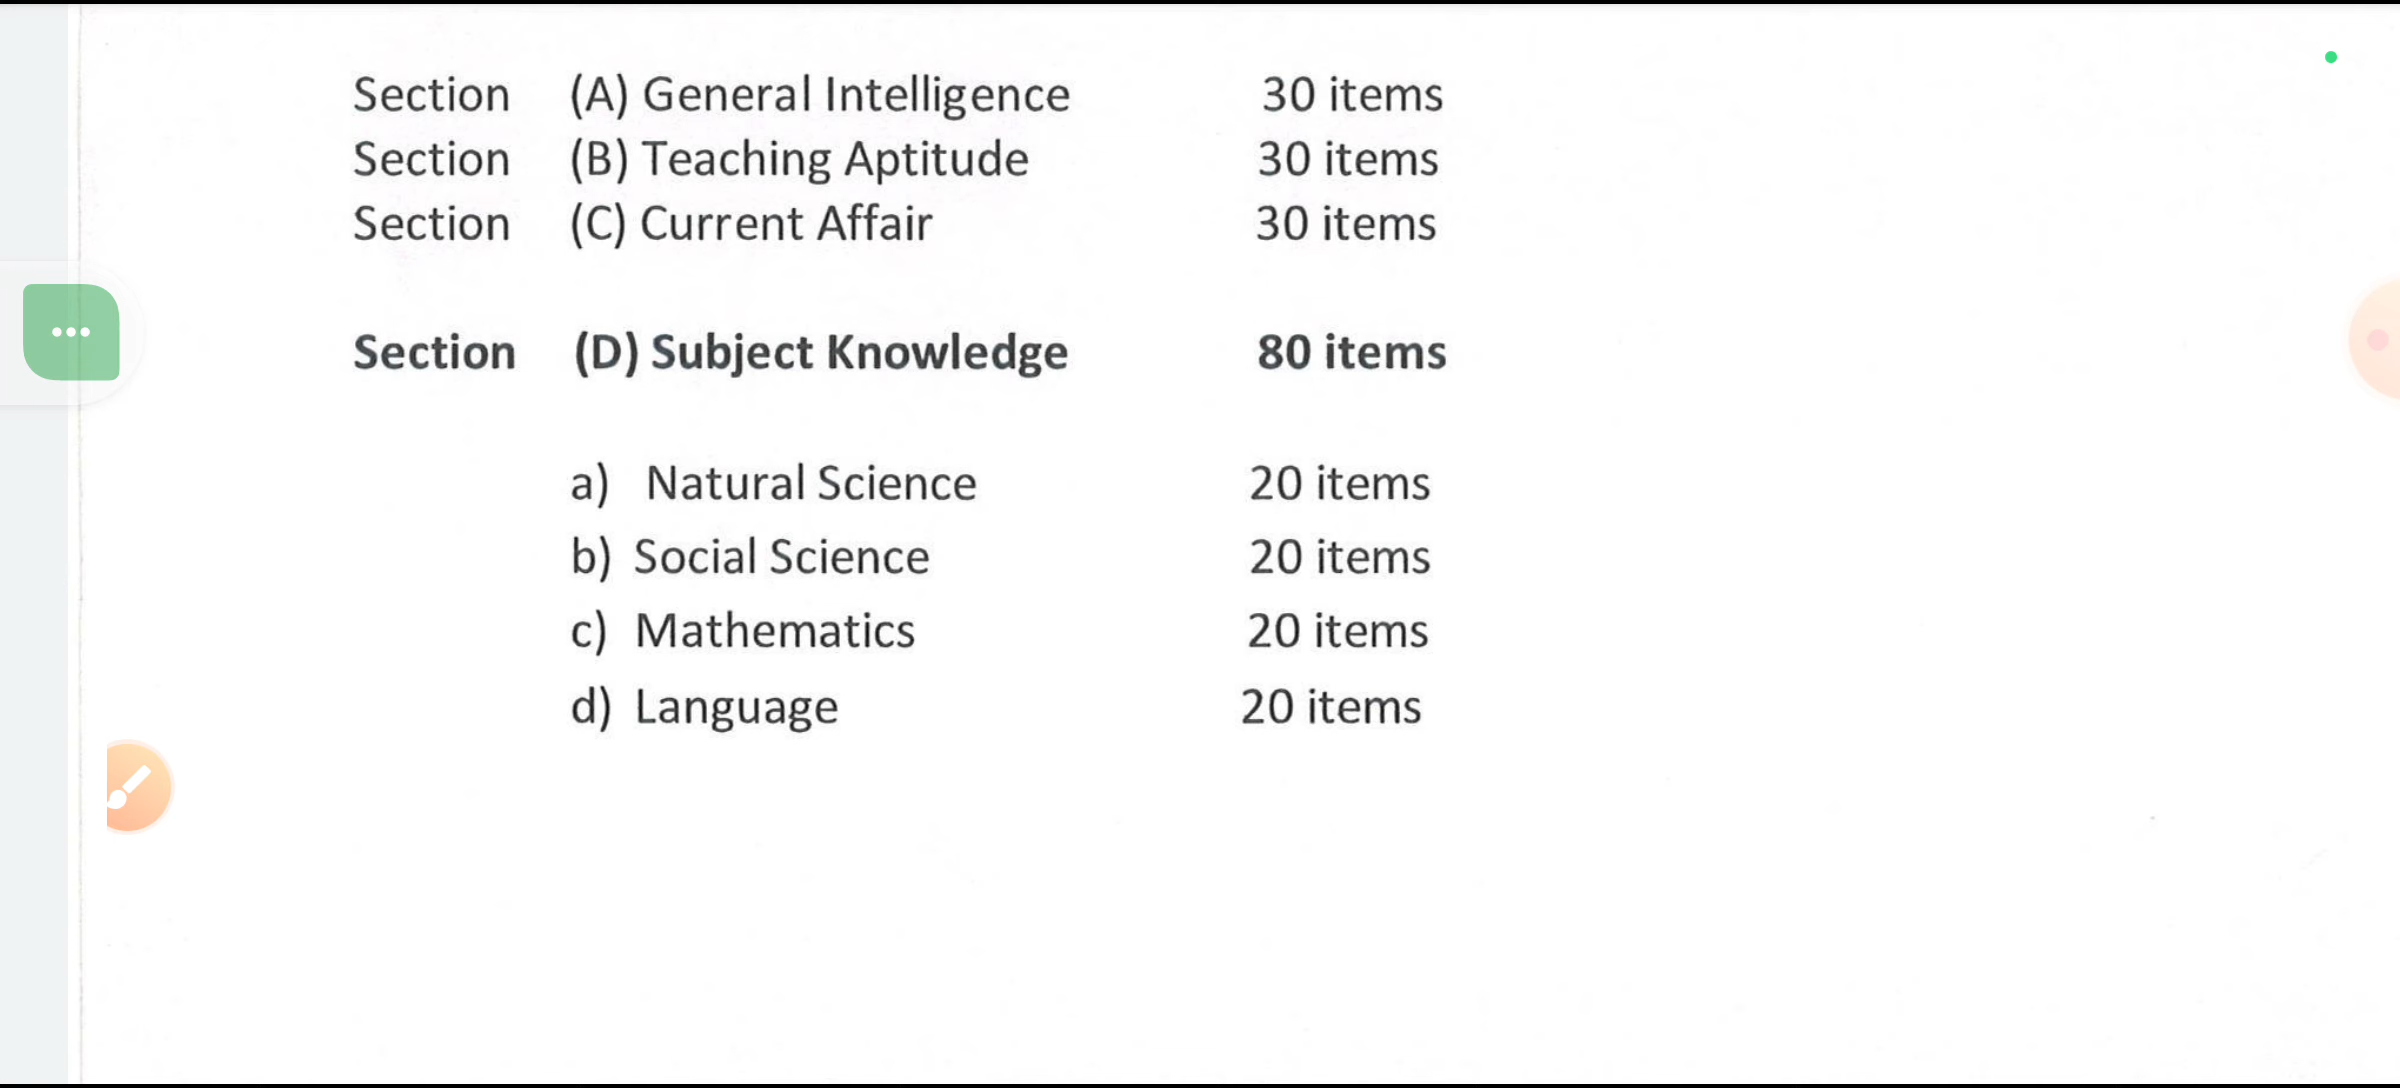 Section (A) General Intelligence 30 items
Section (B) Teaching Aptitude 30 items
Section (C) Current Affair 30 items
Section (D) Subject Knowledge 80 items
a) Natural Science 20 items
b) Social Science 20 items
c) Mathematics 20 items
d) Language 20 items